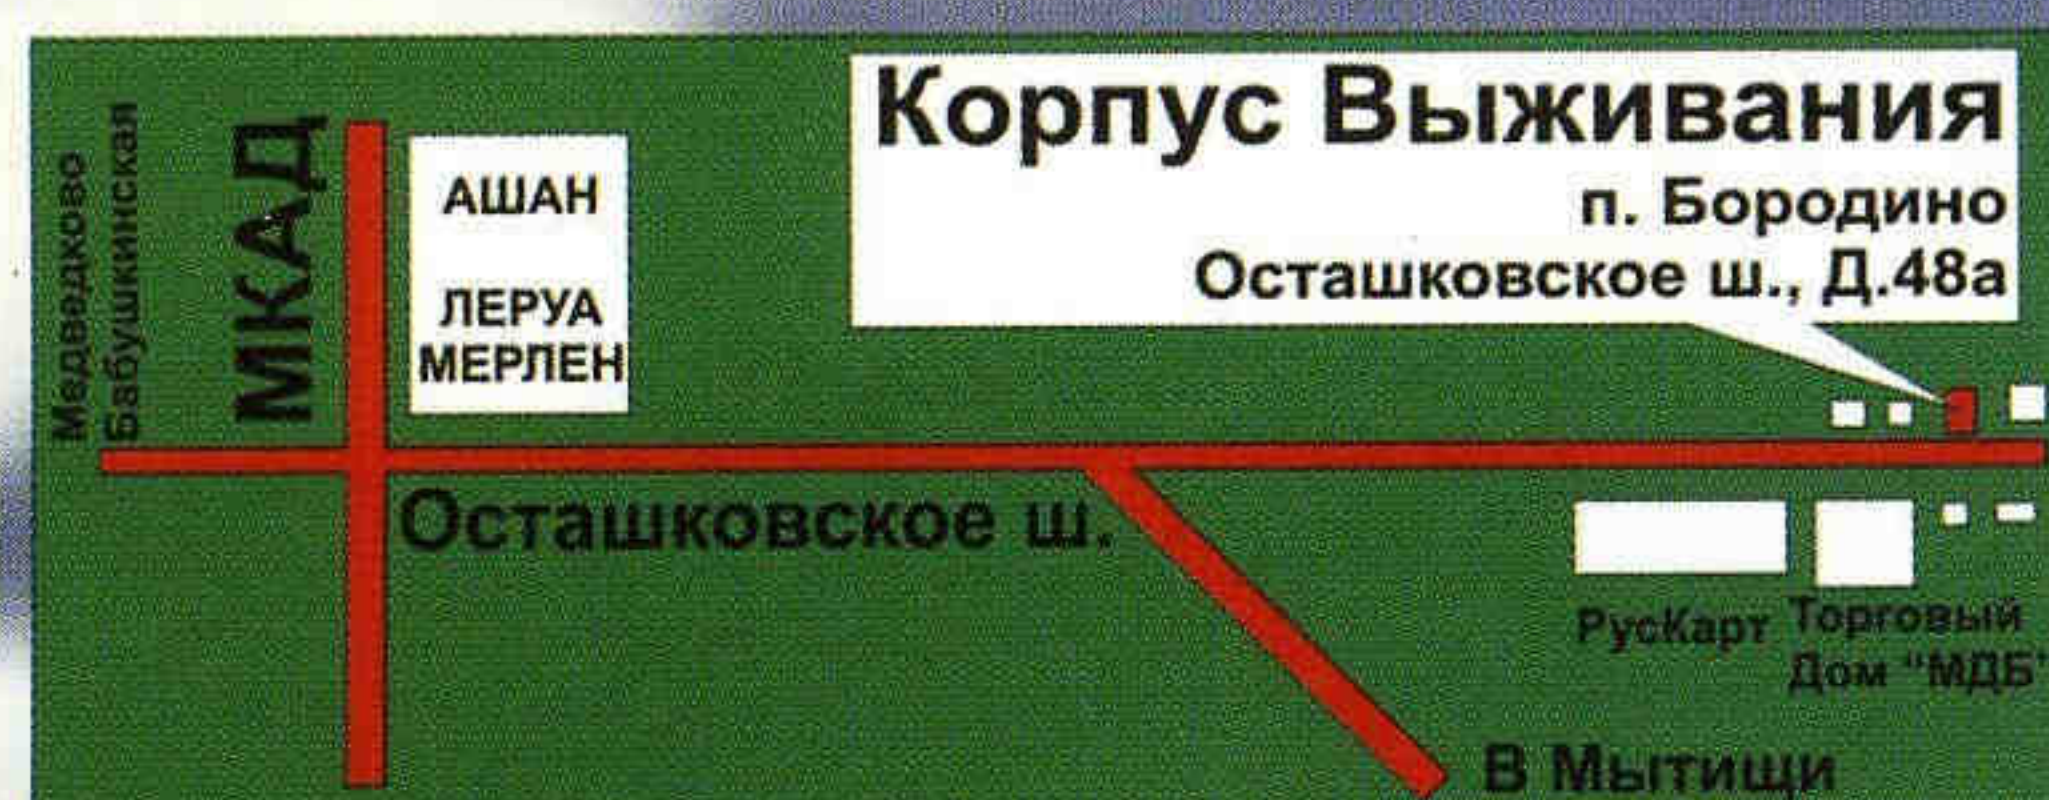 Корпус Выживания
п. Бородино
Осташковское ш., Д.48а
Медведково
Бабушкинская
МКАД
АШАН
ЛЕРУА
МЕРЛЕН
Осташковское ш.
РусКарт
Торговый
Дом "МДБ"
В Мытищи